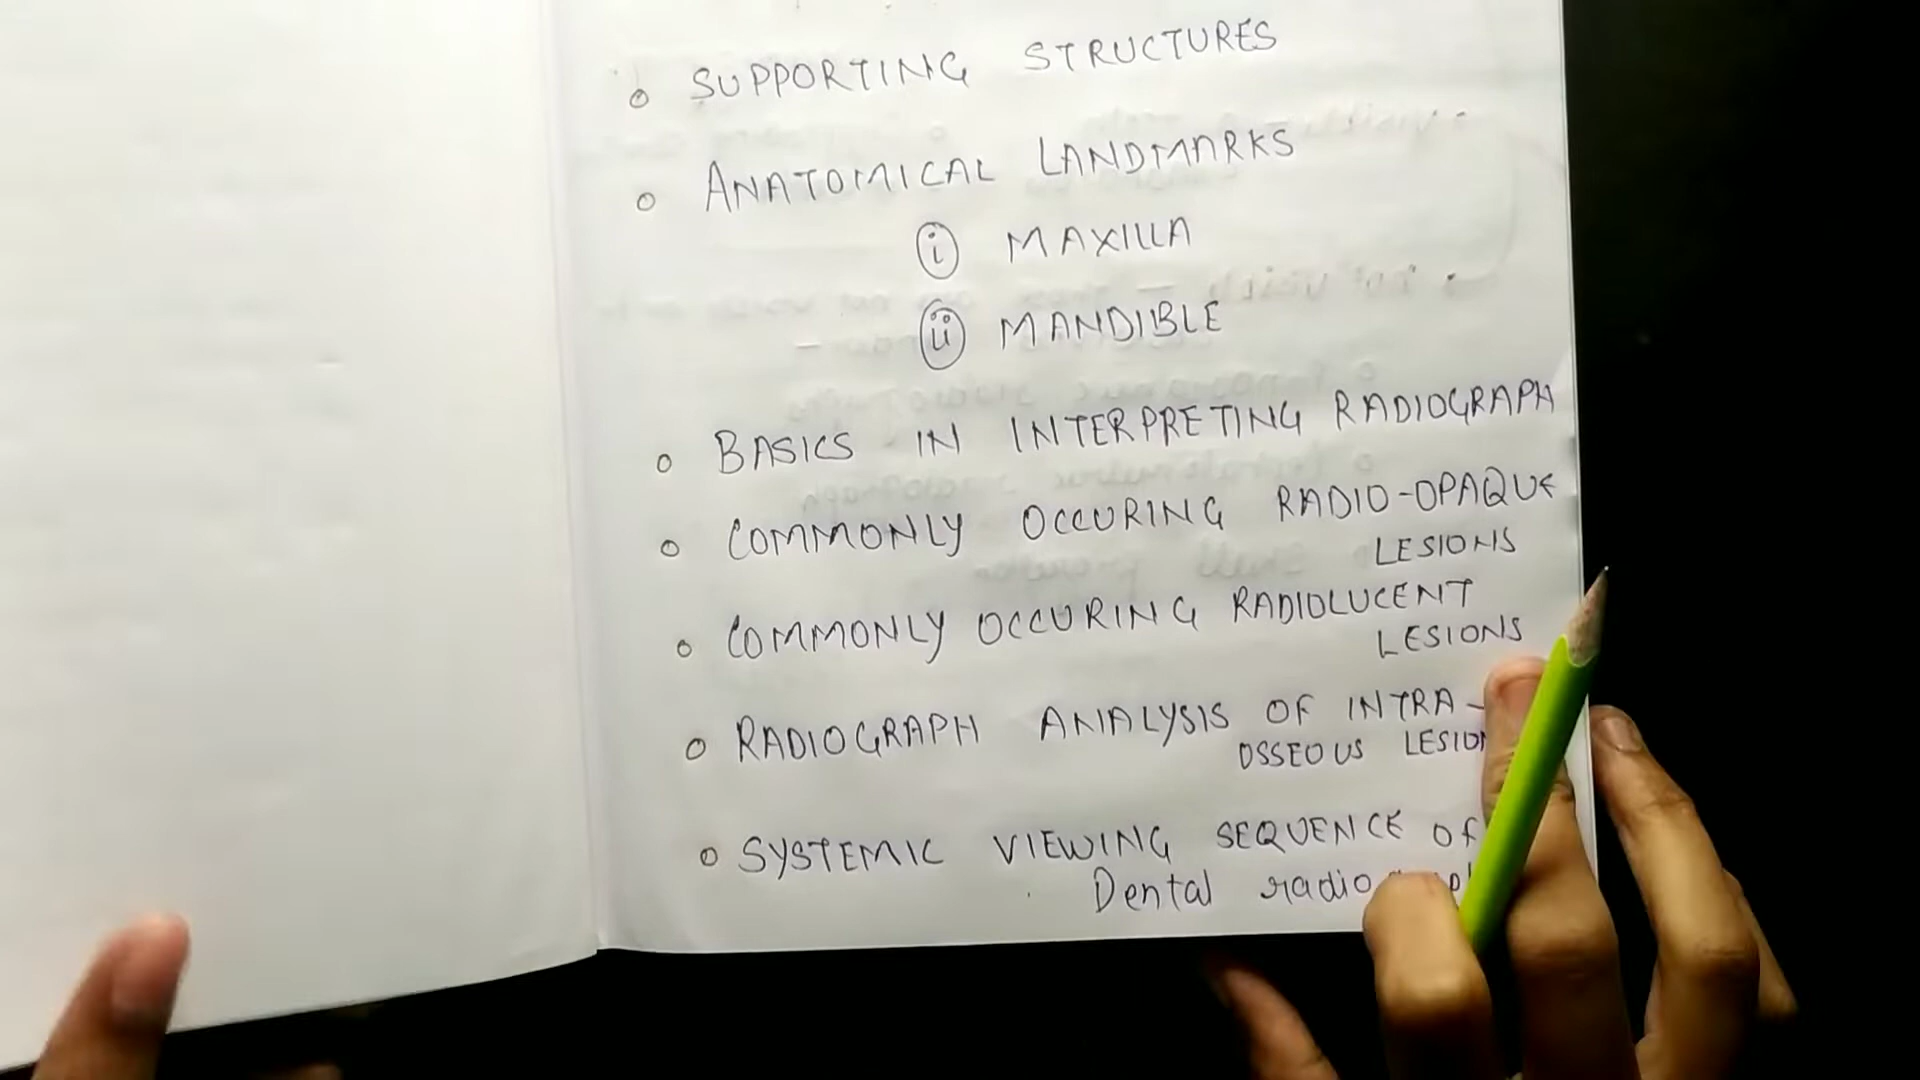 SUPPORTING STRUCTURES
ANATOMICAL LANDMARKS
i MAXILLA
ii MANDIBLE
BASICS IN INTERPRETING RADIOGRAPH
COMMONLY OCCURING RADIO-OPAQUE
LESIONS
COMMONLY OCCURING RADIOLUCENT
LESIONS
RADIOGRAPH ANALYSIS OF INTRA-
OSSEOUS
SYSTEMIC VIEWING SEQUENCE OF
Dental